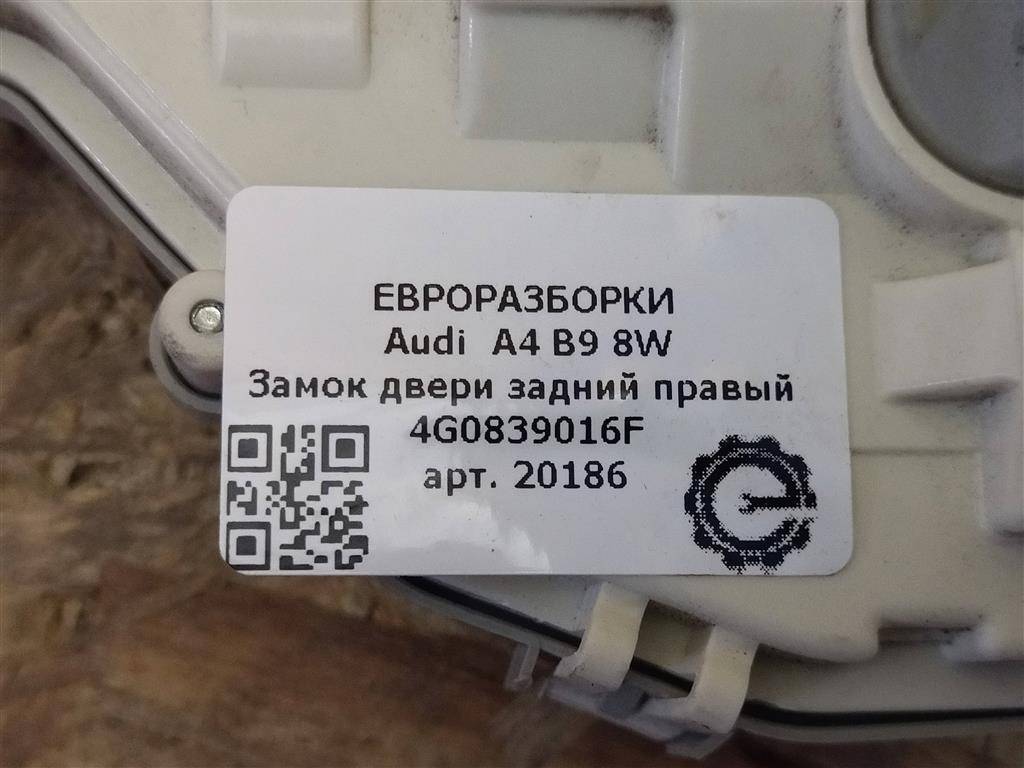 ЕВРОРАЗБОРКИ
Audi A4 B9 8W
Замок двери задний правый
4G0839016F
арт. 20186